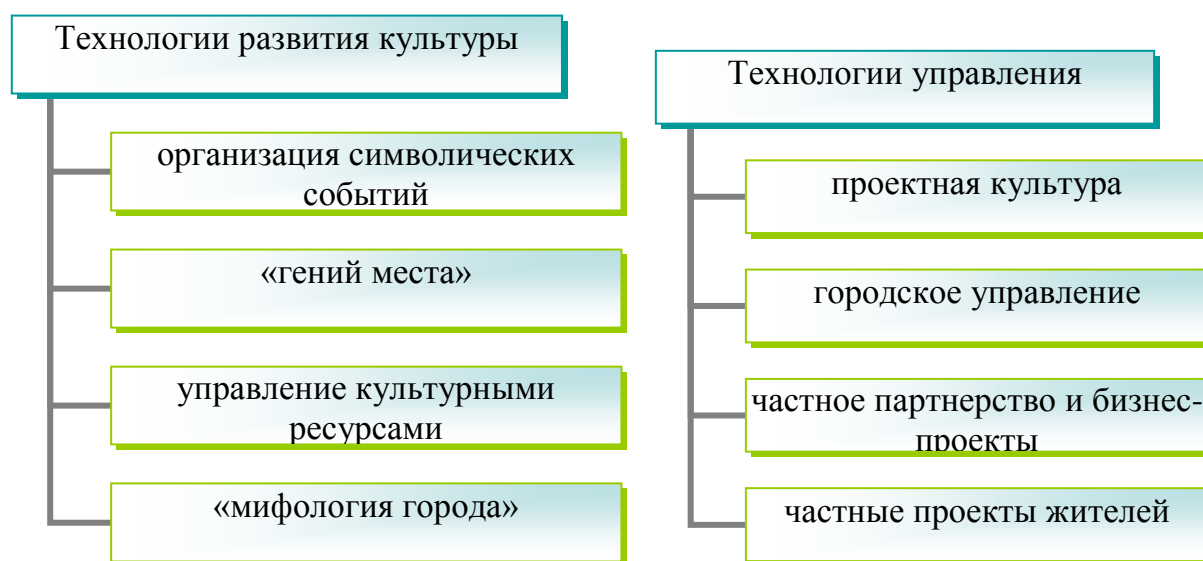 Технологии развития культуры
организация символических
событий
«гений места»
управление культурными
ресурсами
«мифология города»
Технологии управления
проектная культура
городское управление
частное партнерство и бизнес-
проекты
частные проекты жителей